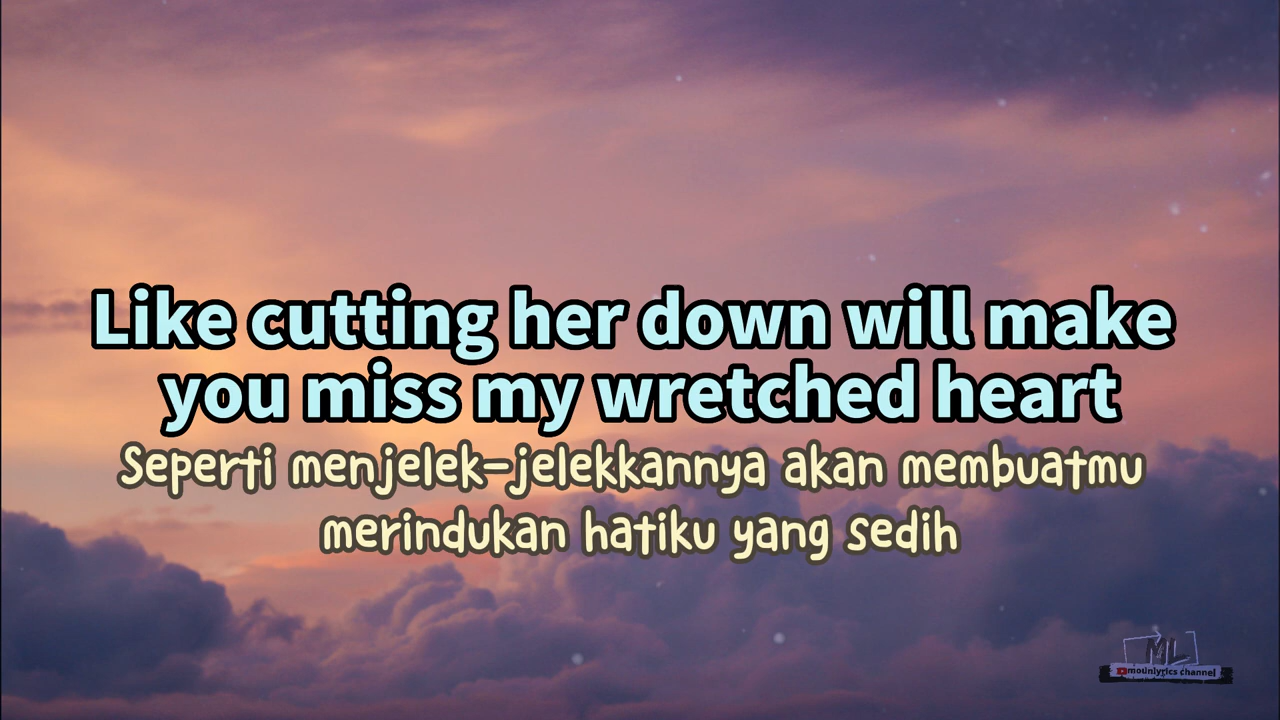 Like cutting her down will make
you miss my wretched heart
Seperti menjelek-jelekkannya akan membuatmu
merindukan hatiku yang sedih
ML
mounlyrics channel